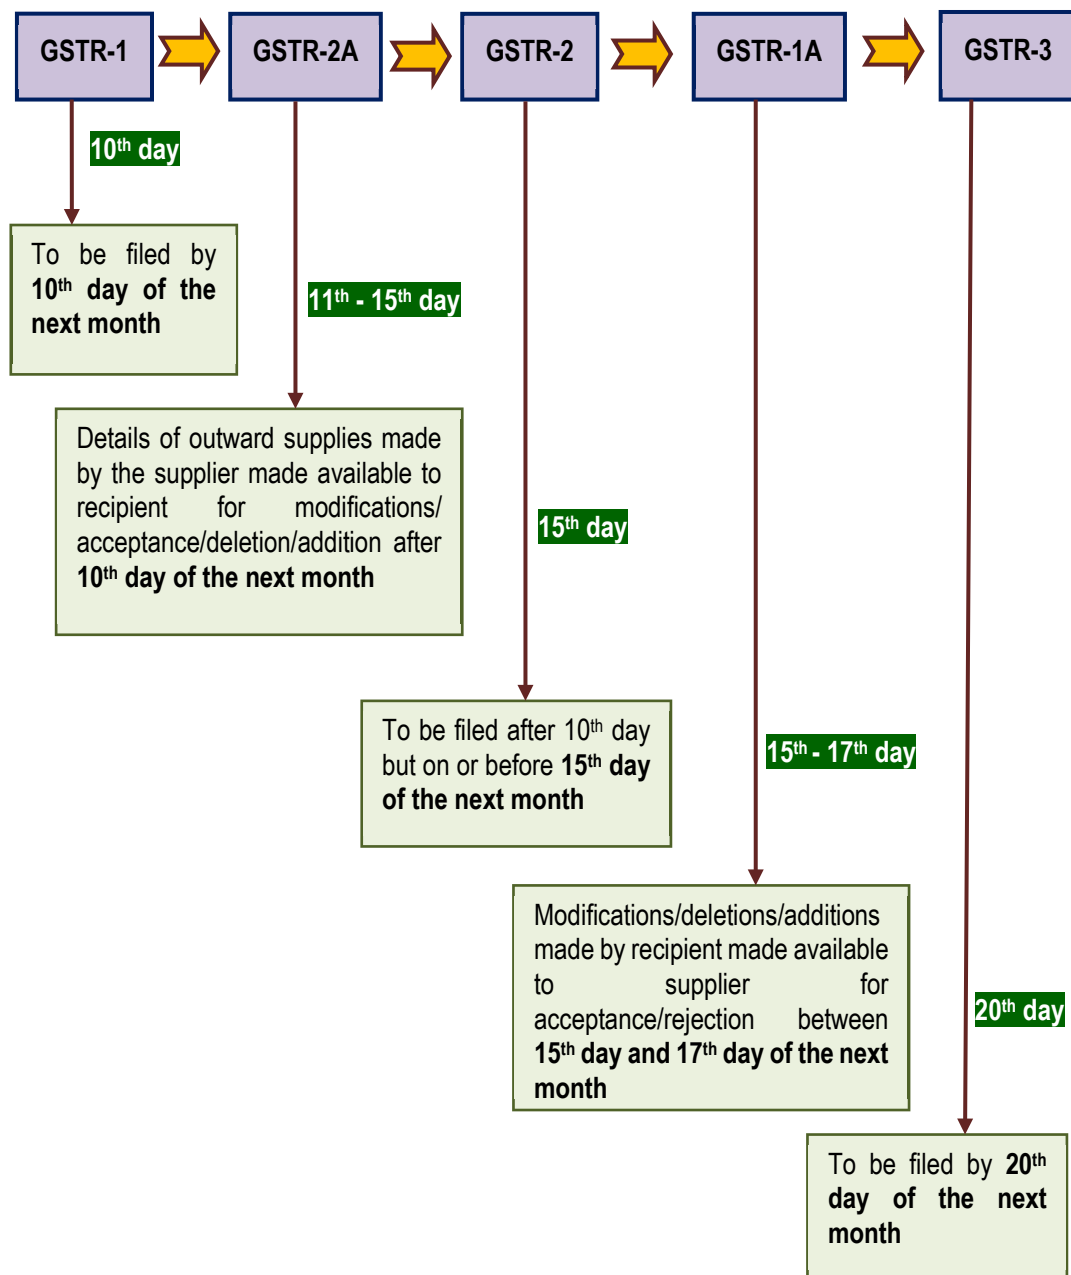 GSTR-1
GSTR-2A
GSTR-2
GSTR-1A
GSTR-3
10th day
To be filed by
10th day of the
next month
11th - 15th day
Details of outward supplies made
by the supplier made available to
recipient for modifications/
acceptance/deletion/addition after
10th day of the next month
15th day
To be filed after 10th day
but on or before 15th day
of the next month
15th - 17th day
Modifications/deletions/additions
made by recipient made available
to supplier for
acceptance/rejection between
15th day and 17th day of the next
month
20th day
To be filed by 20th
day of the next
month